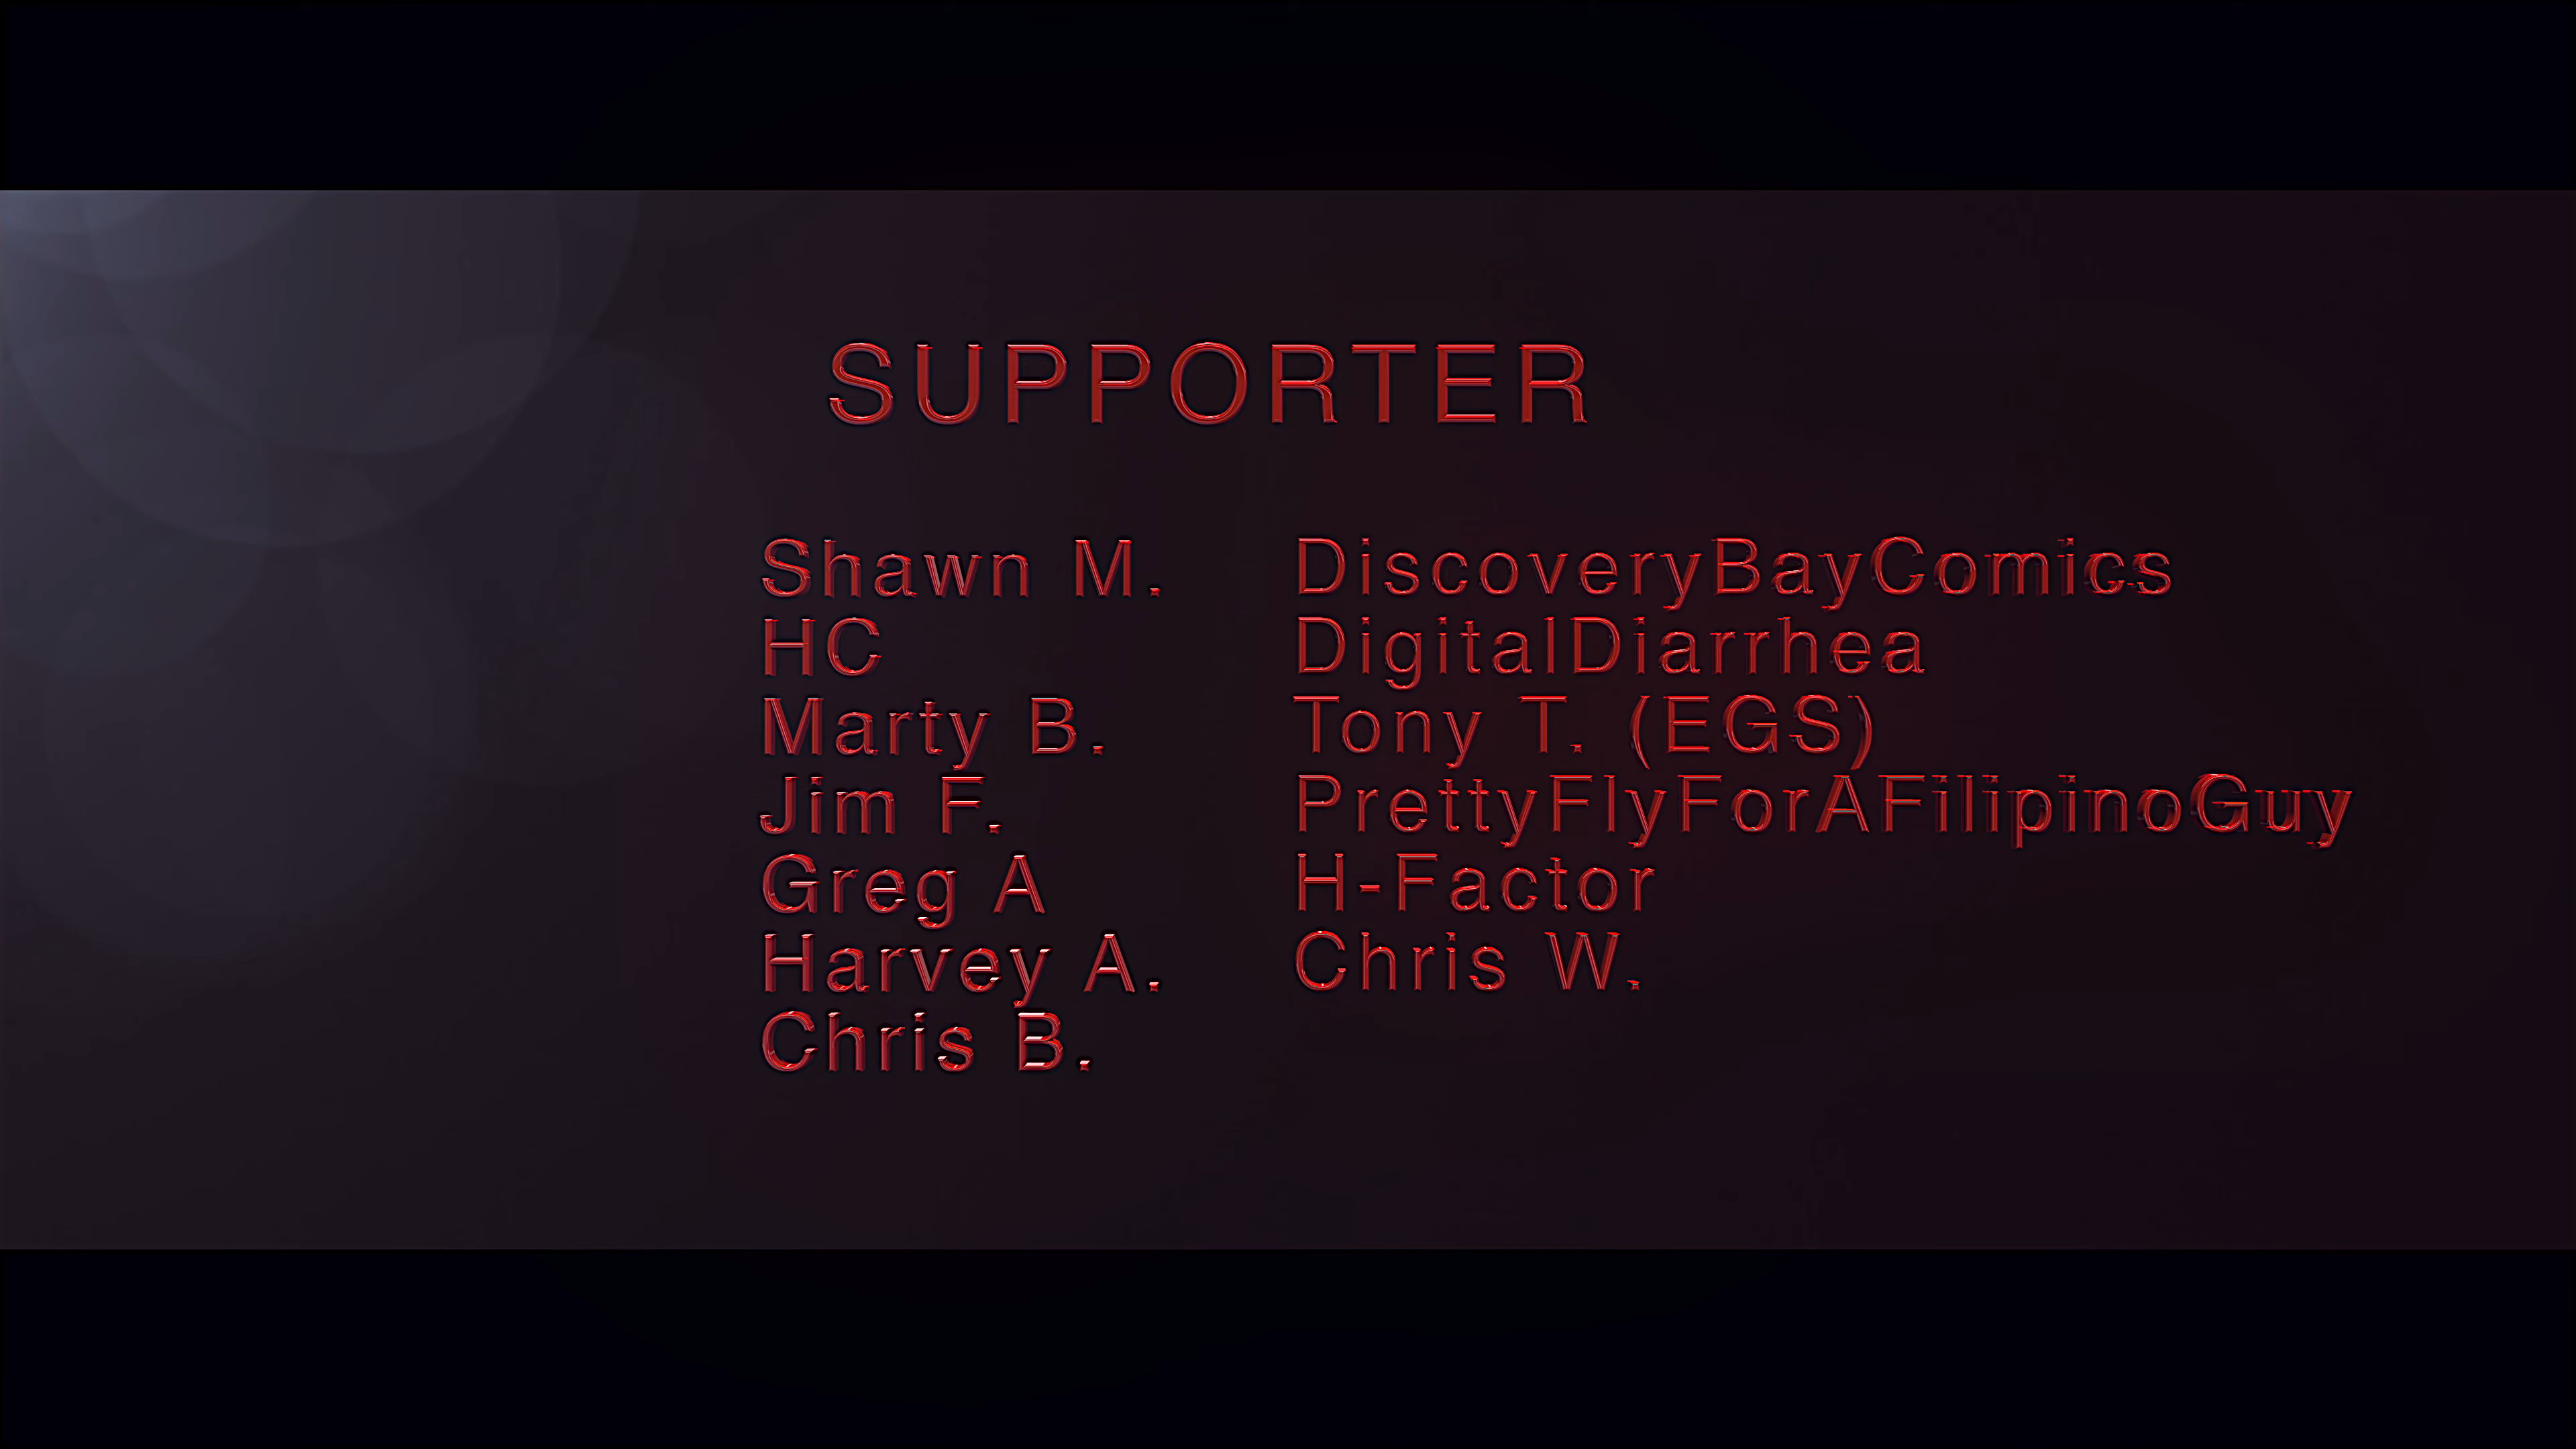 SUPPORTER
Shawn M.
HC
Marty B.
Jim F.
Greg A
Harvey A.
Chris B.
DiscoveryBayComics
DigitalDiarrhea
Tony T. (EGS)
PrettyFlyForAFilipinoGuy
H-Factor
Chris W.